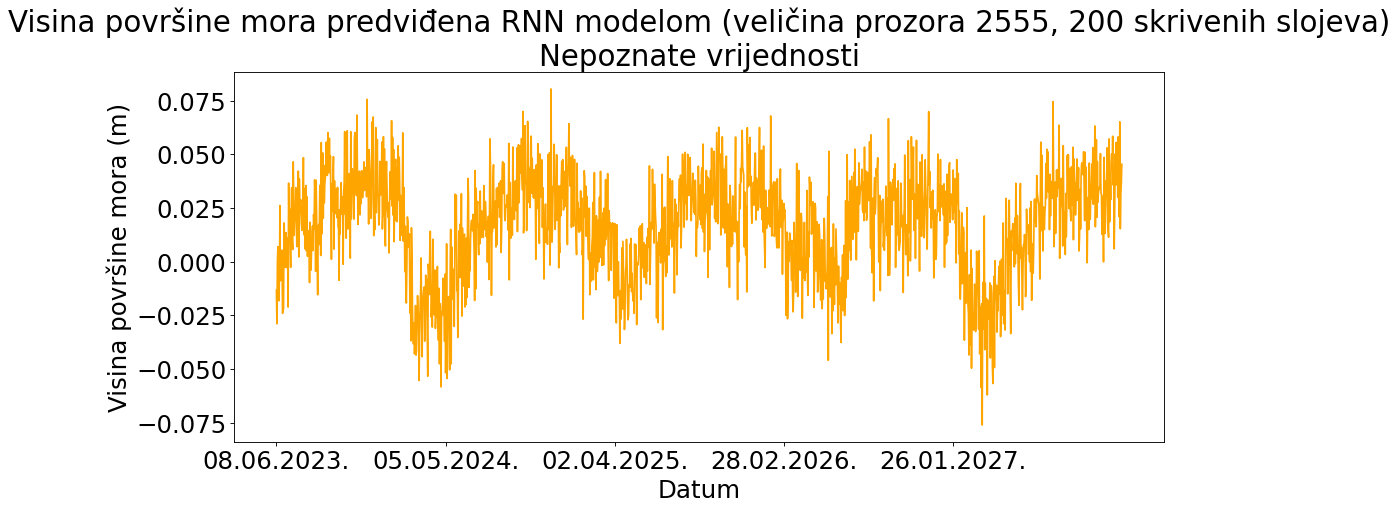 Visina površine mora predviđena RNN modelom (veličina prozora 2555, 200 skrivenih slojeva)
Nepoznate vrijednosti
Visina površine mora (m)
0.075
0.050
0.025
0.000
−0.025
−0.050
−0.075
08.06.2023. 05.05.2024. 02.04.2025. 28.02.2026. 26.01.2027.
Datum